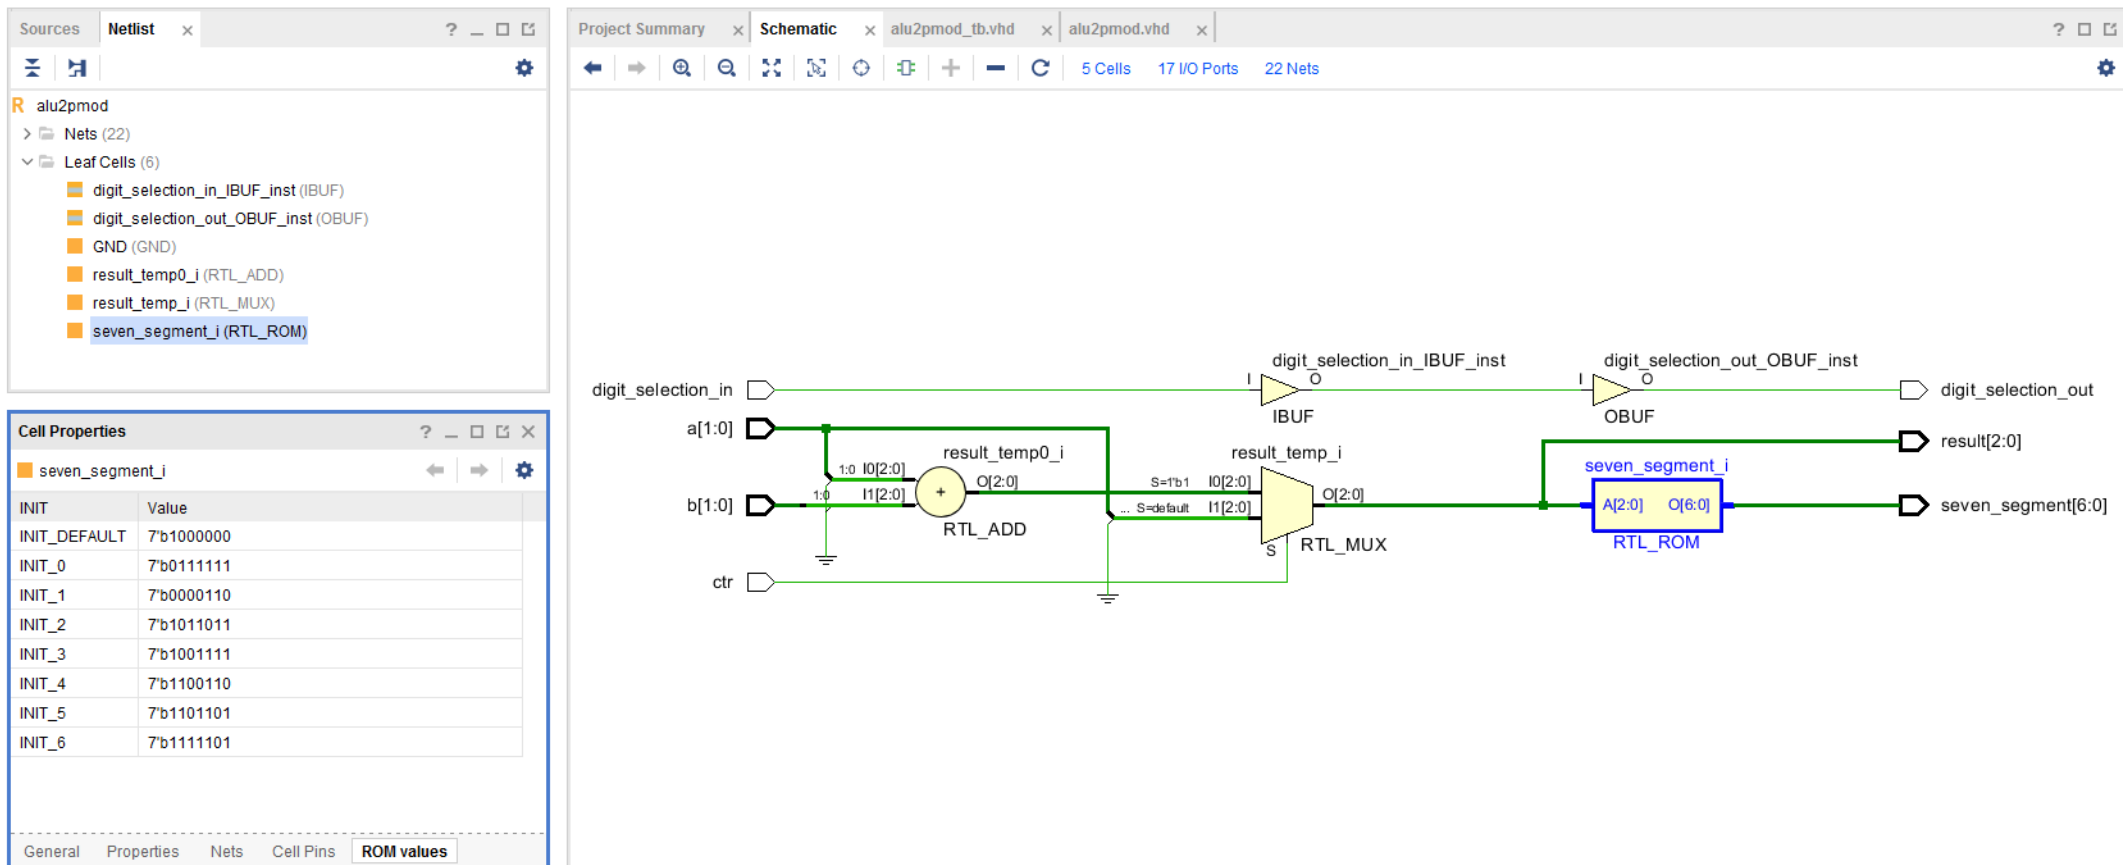 Sources Netlist ×
? _
R alu2pmod
Nets (22)
Leaf Cells (6)
digit_selection_in_IBUF_inst (IBUF)
digit_selection_out_OBUF_inst (OBUF)
GND (GND)
result_temp0_i (RTL_ADD)
result_temp_i (RTL_MUX)
seven_segment_i (RTL_ROM)
Cell Properties
? _ ×
seven_segment_i
INIT Value
INIT_DEFAULT 7'b1000000
INIT_0 7'b0111111
INIT_1 7'b0000110
INIT_2 7'b1011011
INIT_3 7'b1001111
INIT_4 7'b1100110
INIT_5 7'b1101101
INIT_6 7'b1111101
General Properties Nets Cell Pins ROM values
Project Summary × Schematic × alu2pmod_tb.vhd × alu2pmod.vhd ×
?
5 Cells 17 I/O Ports 22 Nets
digit_selection_in_IBUF_inst digit_selection_out_OBUF_inst
digit_selection_in I O I O digit_selection_out
IBUF OBUF
a[1:0]
result[2:0]
result_temp0_i result_temp_i
seven_segment_i
1:0 I0[2:0] O[2:0] S=1'b1 I0[2:0] O[2:0]
b[1:0] 1:0 I1[2:0] + ... S=default I1[2:0] A[2:0] O[6:0] seven_segment[6:0]
RTL_ADD S RTL_MUX RTL_ROM
ctr